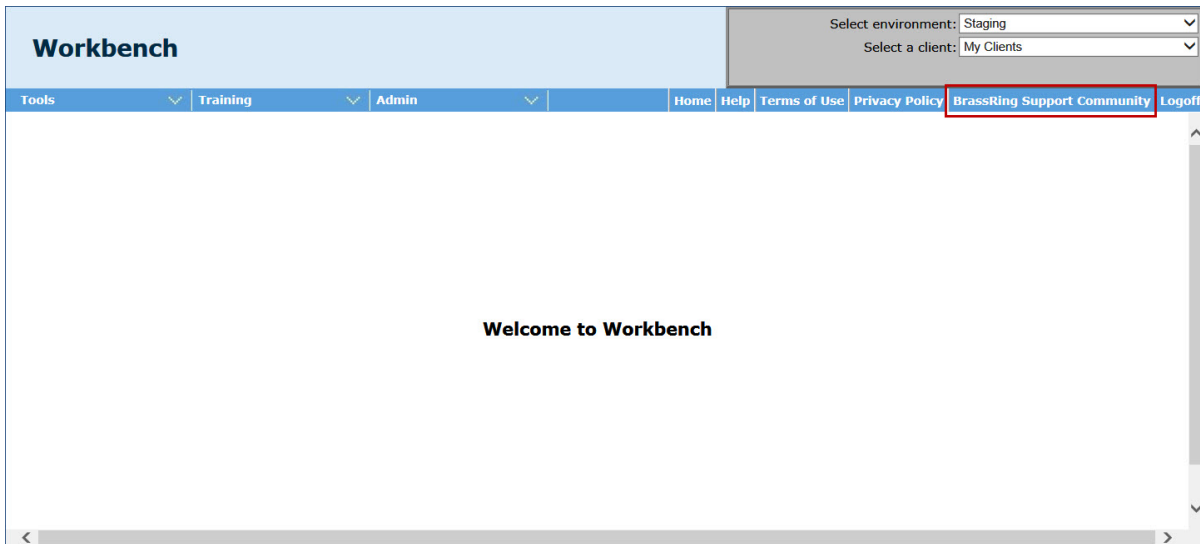 Workbench
Select environment: Staging
Select a client: My Clients
Tools Training Admin Home Help Terms of Use Privacy Policy BrassRing Support Community Logoff
Welcome to Workbench